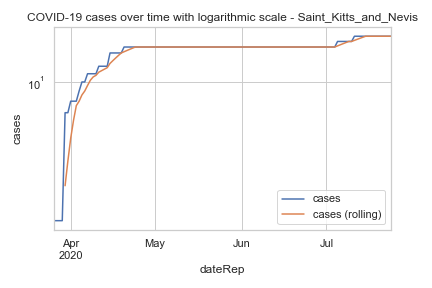 COVID-19 cases over time with logarithmic scale - Saint_Kitts_and_Nevis
10¹
cases
cases
cases (rolling)
Apr
2020
May
Jun
Jul
dateRep